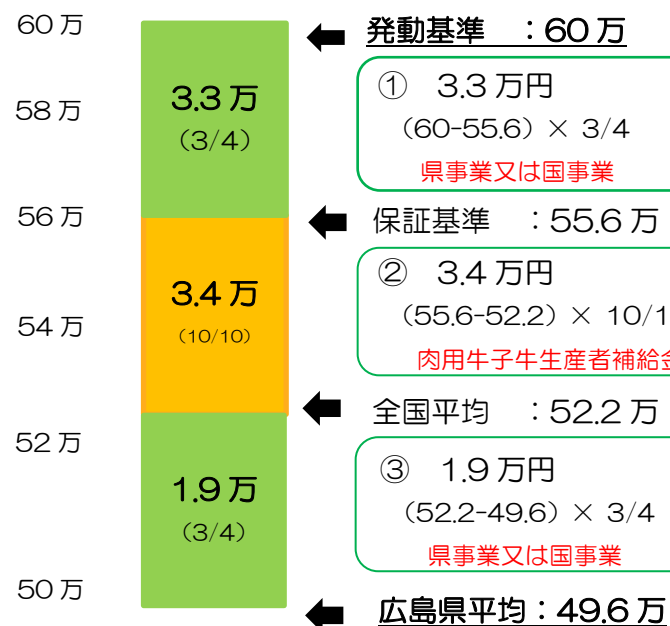 60万
発動基準 ：60万
① 3.3万円
3.3万
(60-55.6) × 3/4
58万
(3/4)
県事業又は国事業
56万
保証基準 ：55.6万
② 3.4万円
3.4万
(55.6-52.2) × 10/1
54万
(10/10)
肉用牛子牛生産者補給金
全国平均 ：52.2万
52万
③ 1.9万円
1.9万
(52.2-49.6) × 3/4
(3/4)
県事業又は国事業
50万
広島県平均：49.6万